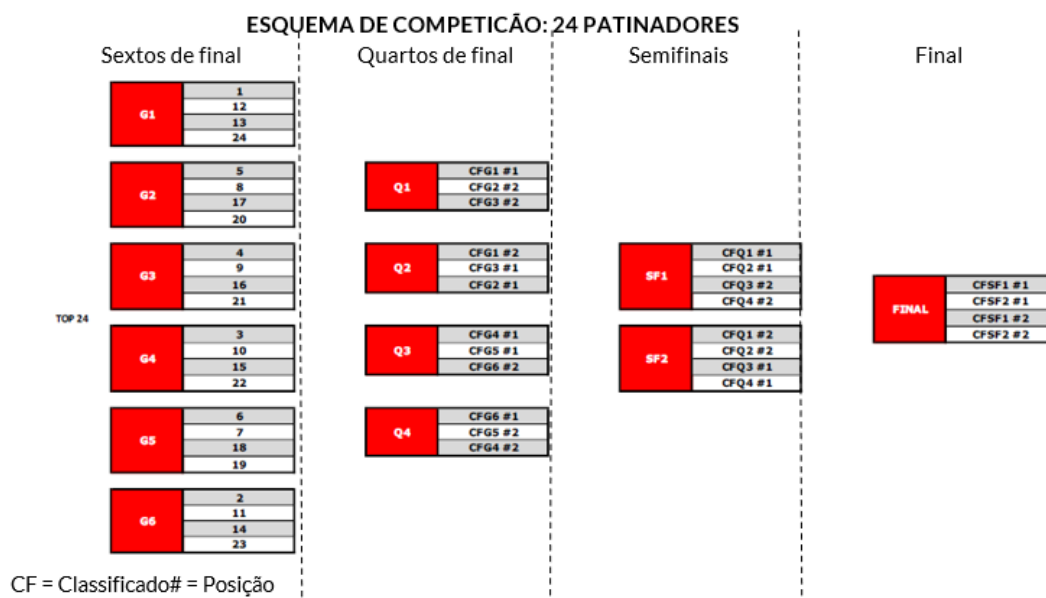 ESQUEMA DE COMPETICÃO: 24 PATINADORES
Sextos de final
Quartos de final
Semifinais
Final
TOP 24
G1
1
12
13
24
G2
5
8
17
20
G3
4
9
16
21
G4
3
10
15
22
G5
6
7
18
19
G6
2
11
14
23
Q1
CFG1 #1
CFG2 #2
CFG3 #2
Q2
CFG1 #2
CFG3 #1
CFG2 #1
Q3
CFG4 #1
CFG5 #1
CFG6 #2
Q4
CFG6 #1
CFG5 #2
CFG4 #2
SF1
CFQ1 #1
CFQ2 #1
CFQ3 #2
CFQ4 #2
SF2
CFQ1 #2
CFQ2 #2
CFQ3 #1
CFQ4 #1
FINAL
CFSF1 #1
CFSF2 #1
CFSF1 #2
CFSF2 #2
CF = Classificado# = Posição